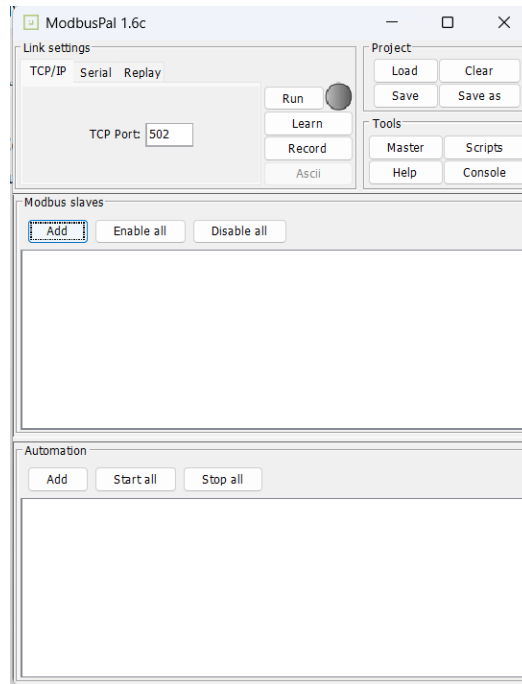 ModbusPal 1.6c
Link settings
TCP/IP Serial Replay
TCP Port: 502
Run
Learn
Record
Ascii
Project
Load Clear
Save Save as
Tools
Master Scripts
Help Console
Modbus slaves
Add Enable all Disable all
Automation
Add Start all Stop all